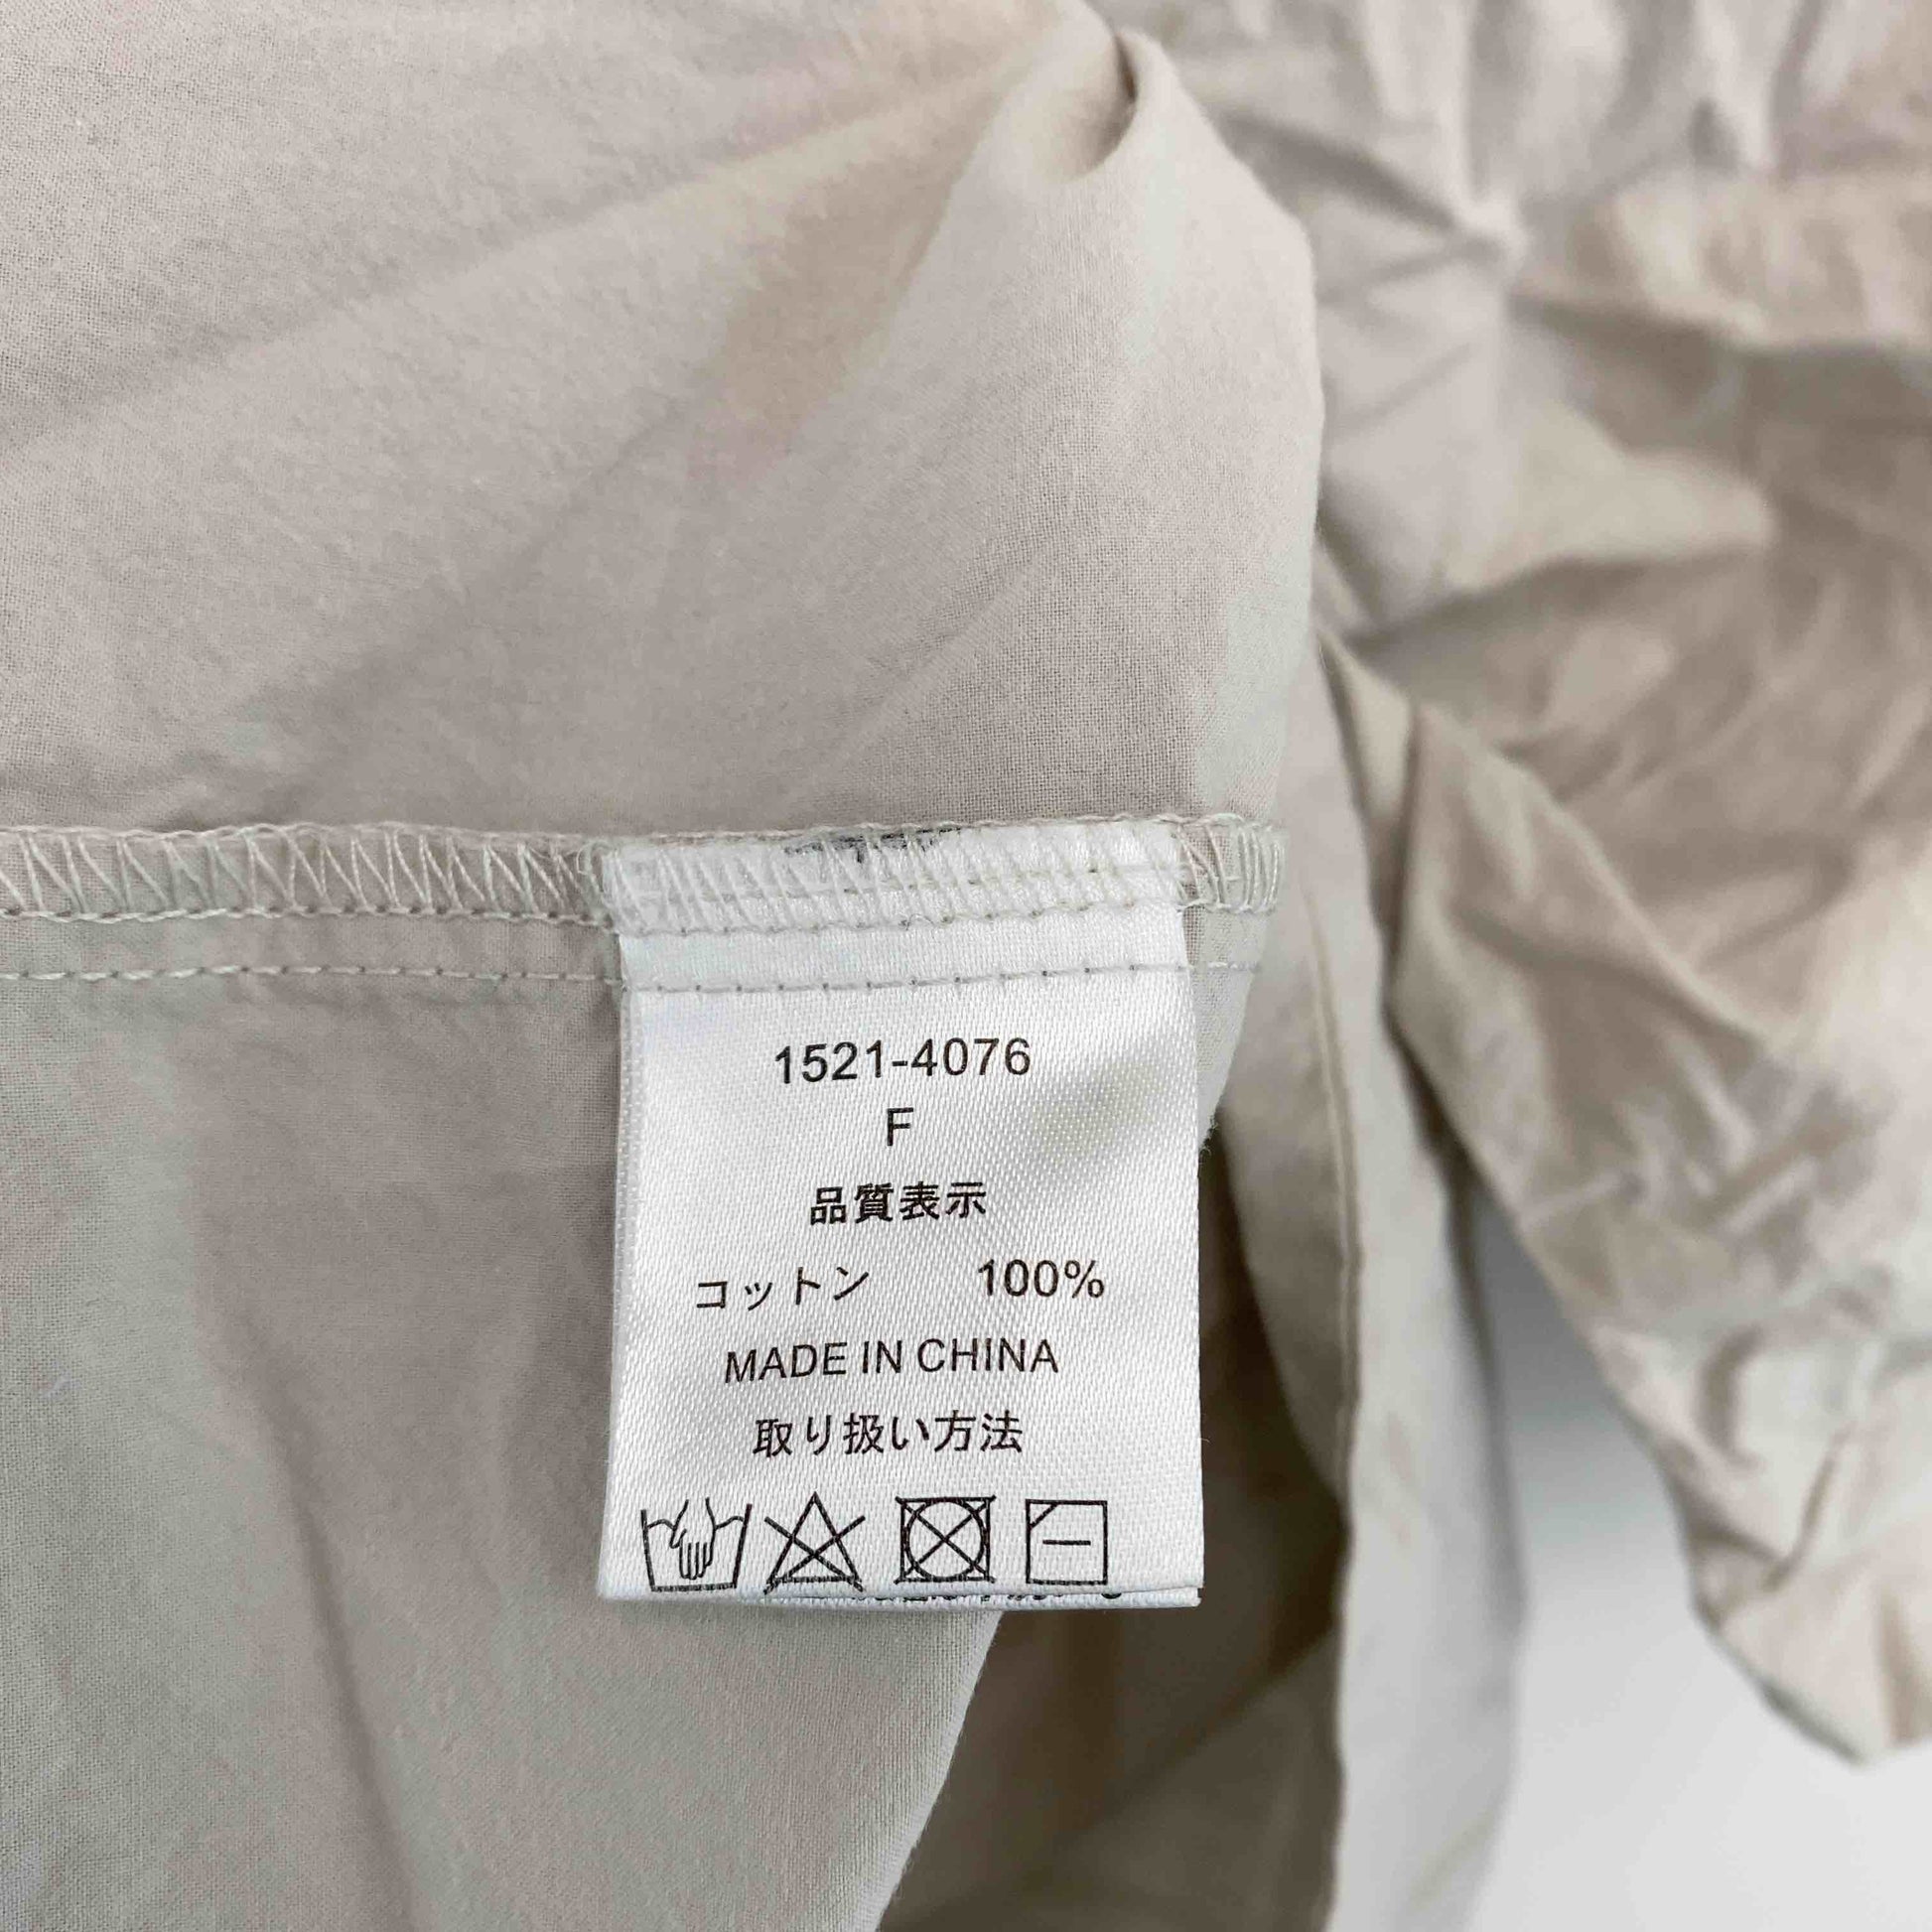 1521-4076
F
品質表示
コットン 100%
MADE IN CHINA
取り扱い方法